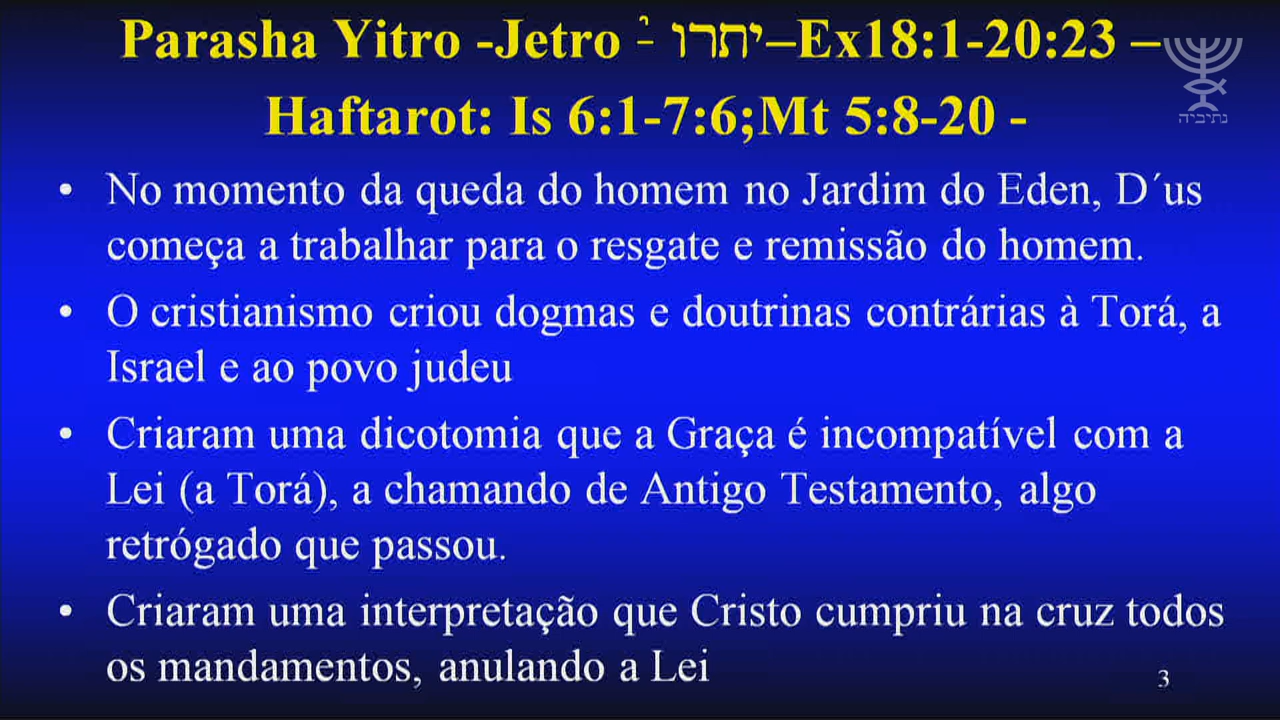 Parasha Yitro -Jetro - יתרו –Ex18:1-20:23 –
Haftarot: Is 6:1-7:6;Mt 5:8-20 -
נתיביה
• No momento da queda do homem no Jardim do Eden, D´us
começa a trabalhar para o resgate e remissão do homem.
• O cristianismo criou dogmas e doutrinas contrárias à Torá, a
Israel e ao povo judeu
• Criaram uma dicotomia que a Graça é incompatível com a
Lei (a Torá), a chamando de Antigo Testamento, algo
retrógado que passou.
• Criaram uma interpretação que Cristo cumpriu na cruz todos
os mandamentos, anulando a Lei
3